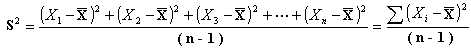 S² = (X₁ − X̄)² + (X₂ − X̄)² + (X₃ − X̄)² + ⋯ + (Xₙ − X̄)² / (n - 1) = ∑(Xᵢ − X̄)² / (n - 1)